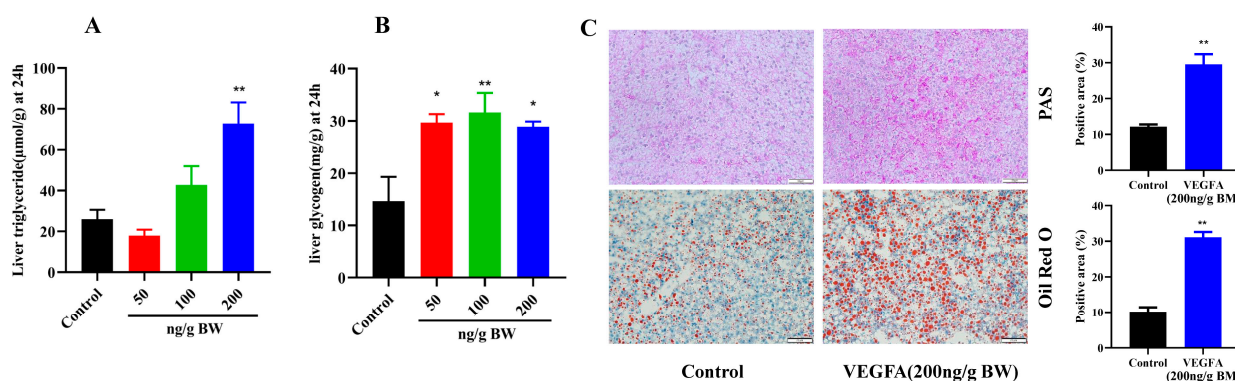 A
Liver triglyceride(μmol/g) at 24h
100
80
60
40
20
0
**
Control
50
100
200
ng/g BW
B
liver glycogen(mg/g) at 24h
40
30
20
10
0
*
**
*
Control
50
100
200
ng/g BW
C
Control
VEGFA(200ng/g BW)
PAS
Oil Red O
Positive area (%)
40
30
20
10
0
**
Control
VEGFA
(200ng/g BM
Positive area (%)
40
30
20
10
0
**
Control
VEGFA
(200ng/g BM